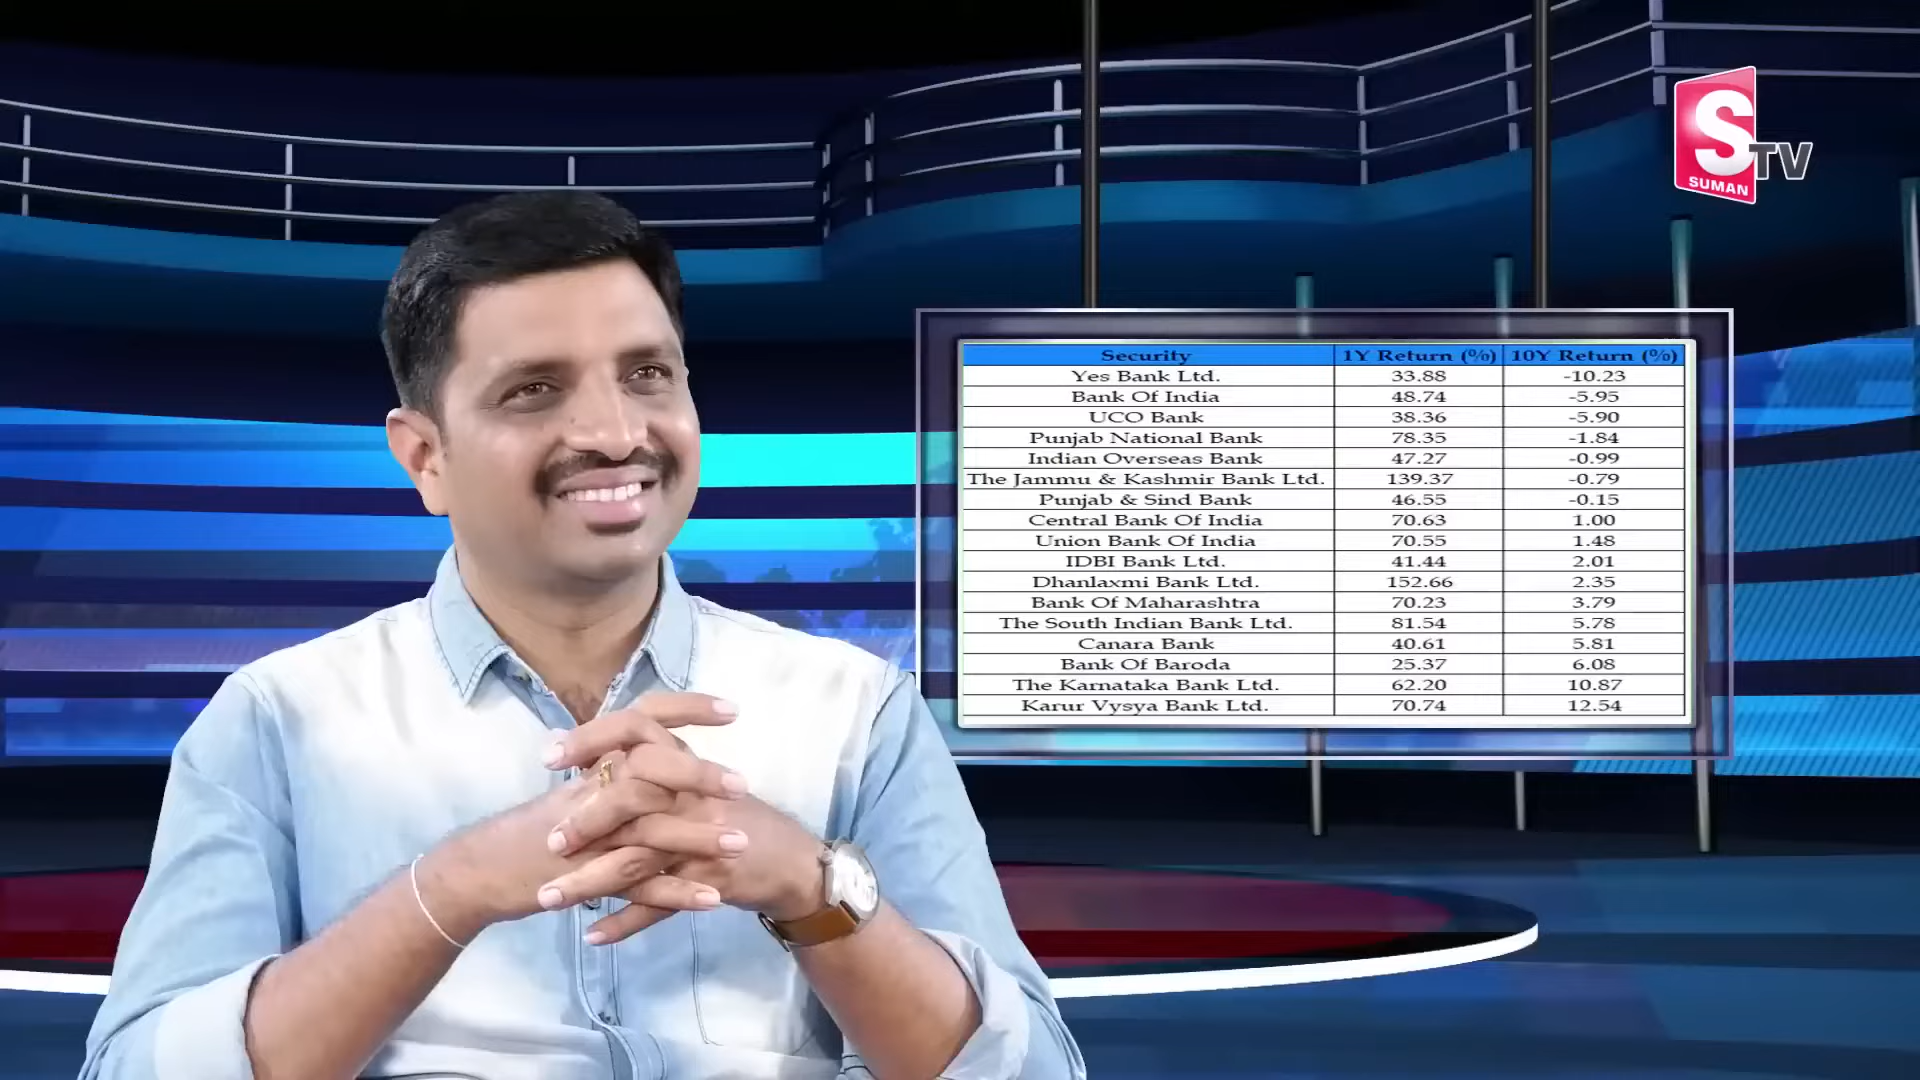 S
TV
SUMAN
Security 1Y Return (%) 10Y Return (%)
Yes Bank Ltd. 33.88 -10.23
Bank Of India 48.74 -5.95
UCO Bank 38.36 -5.90
Punjab National Bank 78.35 -1.84
Indian Overseas Bank 47.27 -0.99
The Jammu & Kashmir Bank Ltd. 139.37 -0.79
Punjab & Sind Bank 46.55 -0.15
Central Bank Of India 70.63 1.00
Union Bank Of India 70.55 1.48
IDBI Bank Ltd. 41.44 2.01
Dhanlaxmi Bank Ltd. 152.66 2.35
Bank Of Maharashtra 70.23 3.79
The South Indian Bank Ltd. 81.54 5.78
Canara Bank 40.61 5.81
Bank Of Baroda 25.37 6.08
The Karnataka Bank Ltd. 62.20 10.87
Karur Vysya Bank Ltd. 70.74 12.54